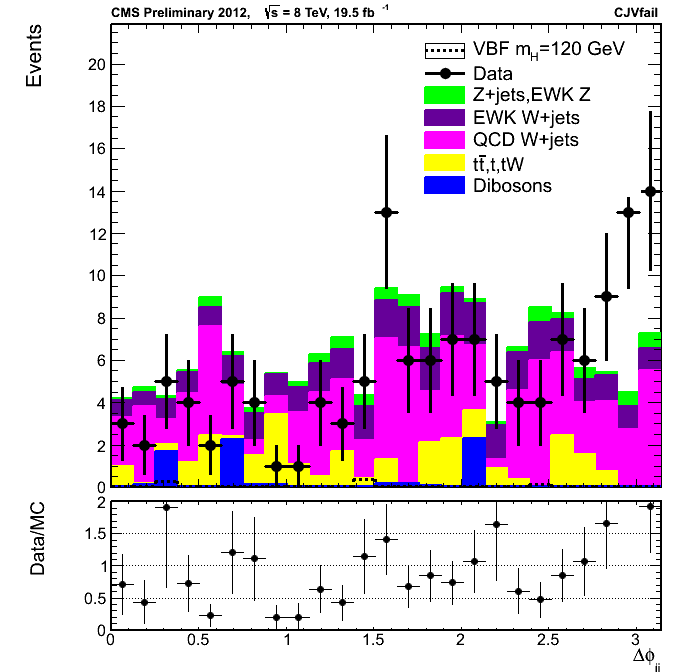 CMS Preliminary 2012, √s = 8 TeV, 19.5 fb⁻¹ CJVfail
Events
VBF m_H=120 GeV
Data
Z+jets,EWK Z
EWK W+jets
QCD W+jets
tt̄,t,tW
Dibosons
20
18
16
14
12
10
8
6
4
2
0
Data/MC
2
1.5
1
0.5
0
0 0.5 1 1.5 2 2.5 3
Δϕ_jj